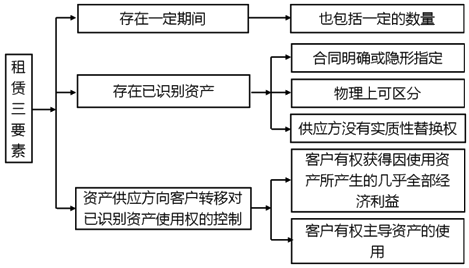 租赁三要素
存在一定期间
也包括一定的数量
存在已识别资产
合同明确或隐形指定
物理上可区分
供应方没有实质性替换权
资产供应方向客户转移对
已识别资产使用权的控制
客户有权获得因使用资
产所产生的几乎全部经
济利益
客户有权主导资产的使
用